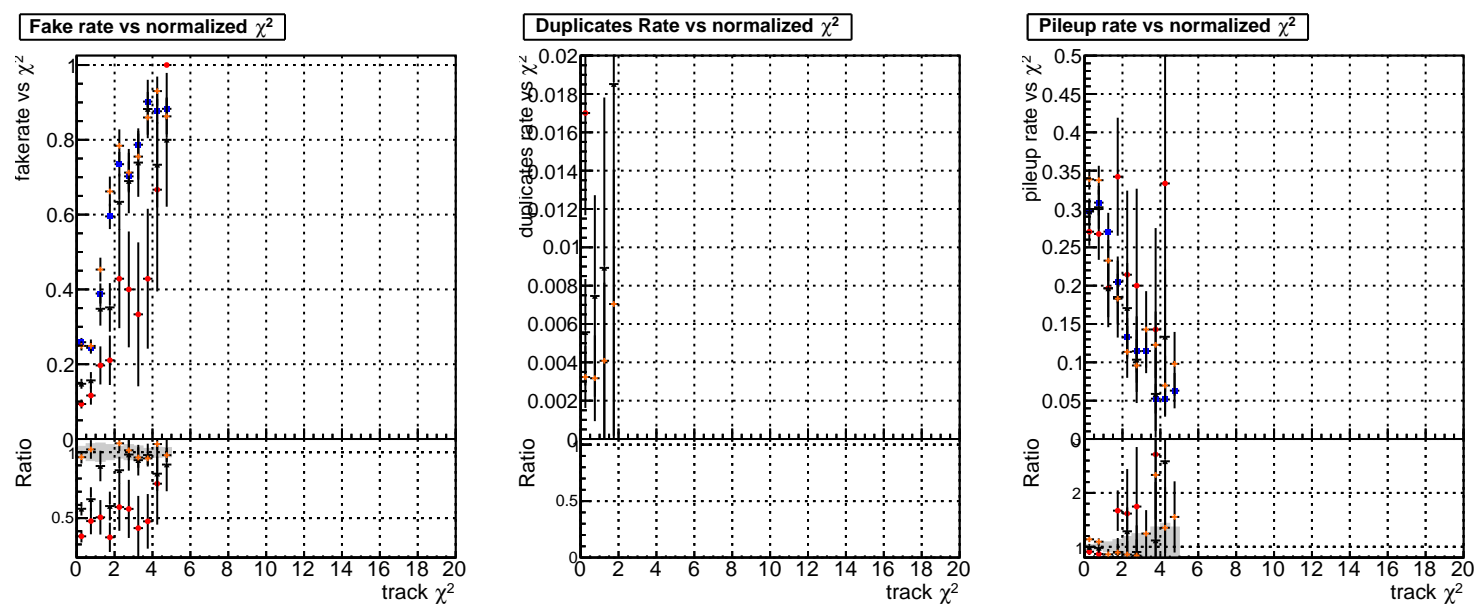 Fake rate vs normalized χ²
fakerate vs χ²
1
0.8
0.6
0.4
0.2
0
Ratio
1
0.5
0 2 4 6 8 10 12 14 16 18 20
track χ²
Duplicates Rate vs normalized χ²
duplicates rate vs χ²
0.02
0.018
0.016
0.014
0.012
0.01
0.008
0.006
0.004
0.002
0
Ratio
1
0.5
0
0 2 4 6 8 10 12 14 16 18 20
track χ²
Pileup rate vs normalized χ²
pileup rate vs χ²
0.5
0.45
0.4
0.35
0.3
0.25
0.2
0.15
0.1
0.05
0
Ratio
2
1
0 2 4 6 8 10 12 14 16 18 20
track χ²